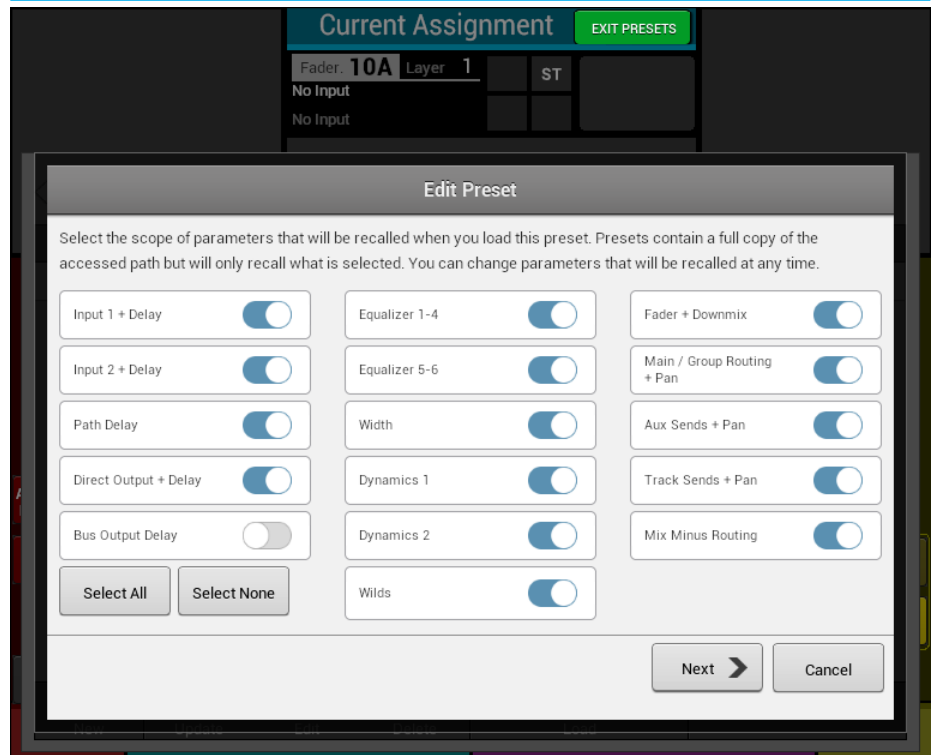 Current Assignment
EXIT PRESETS
Fader. 10A Layer 1
ST
No Input
No Input
Edit Preset
Select the scope of parameters that will be recalled when you load this preset. Presets contain a full copy of the
accessed path but will only recall what is selected. You can change parameters that will be recalled at any time.
Input 1 + Delay
Equalizer 1-4
Fader + Downmix
Input 2 + Delay
Equalizer 5-6
Main / Group Routing
+ Pan
Path Delay
Width
Aux Sends + Pan
Direct Output + Delay
Dynamics 1
Track Sends + Pan
Bus Output Delay
Dynamics 2
Mix Minus Routing
Select All
Select None
Wilds
Next
Cancel
New Update Edit Delete Load